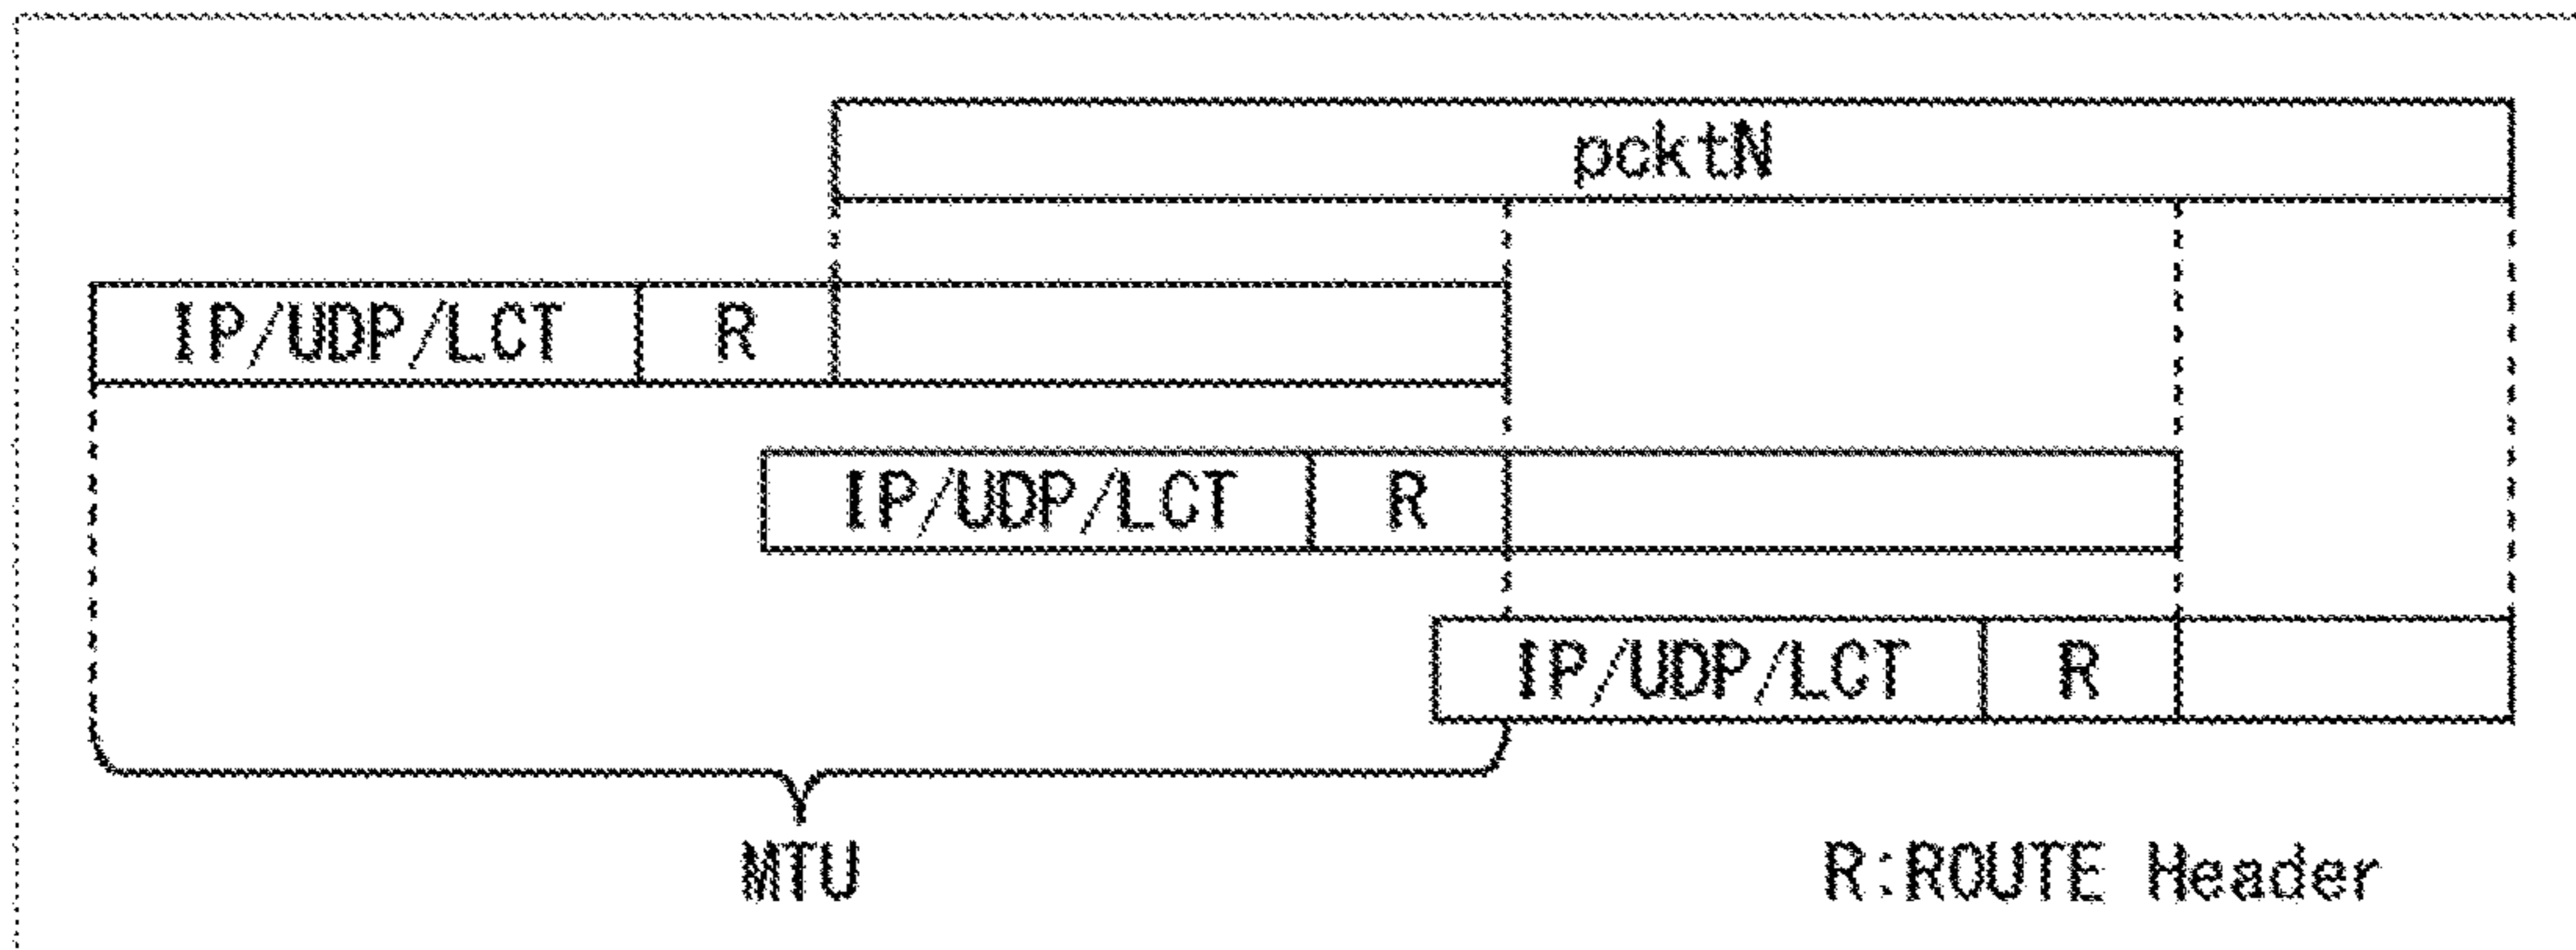 pcktN
IP/UDP/LCT R
IP/UDP/LCT R
IP/UDP/LCT R
MTU
R:ROUTE Header